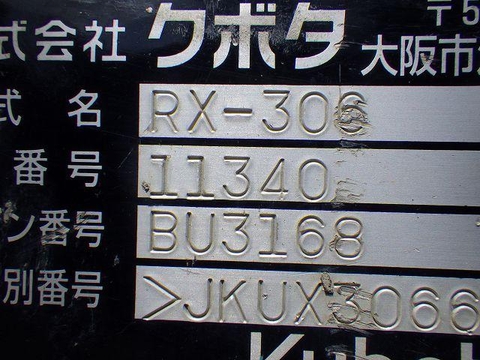 式会社 クボタ 〒5
大阪市
式 名 RX-306
番 号 11340
ン番号 BU3168
別番号 >JKUX3066
Kubo